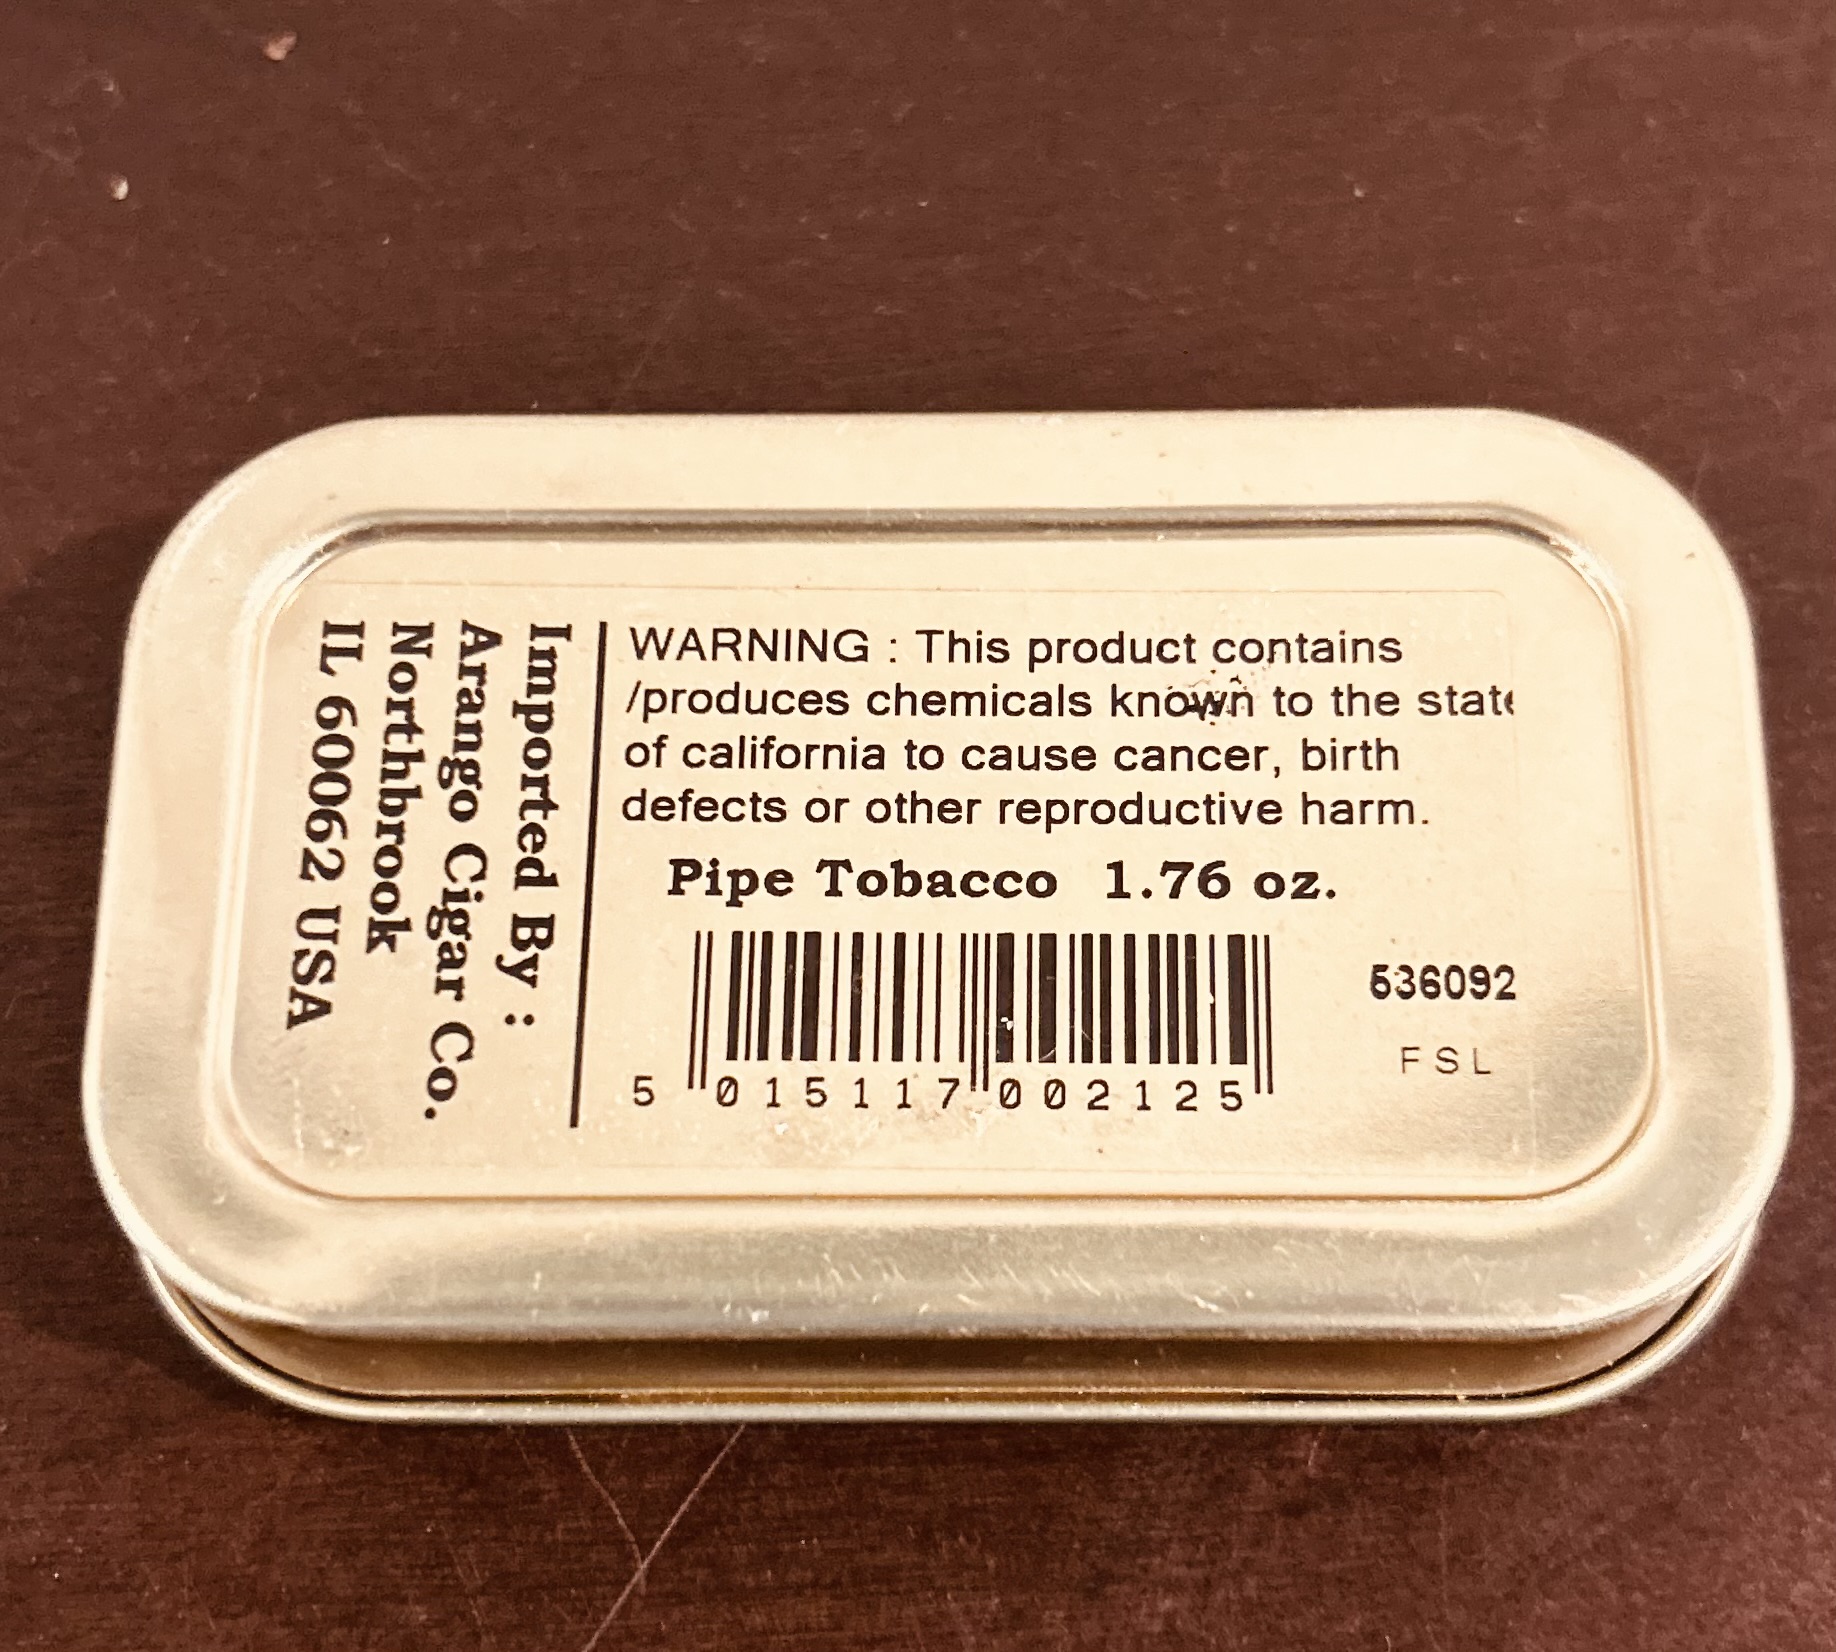 WARNING : This product contains
/produces chemicals known to the state
of california to cause cancer, birth
defects or other reproductive harm.
Pipe Tobacco 1.76 oz.
5 015117 002125
FSL
Imported By :
Arango Cigar Co.
Northbrook
IL 60062 USA